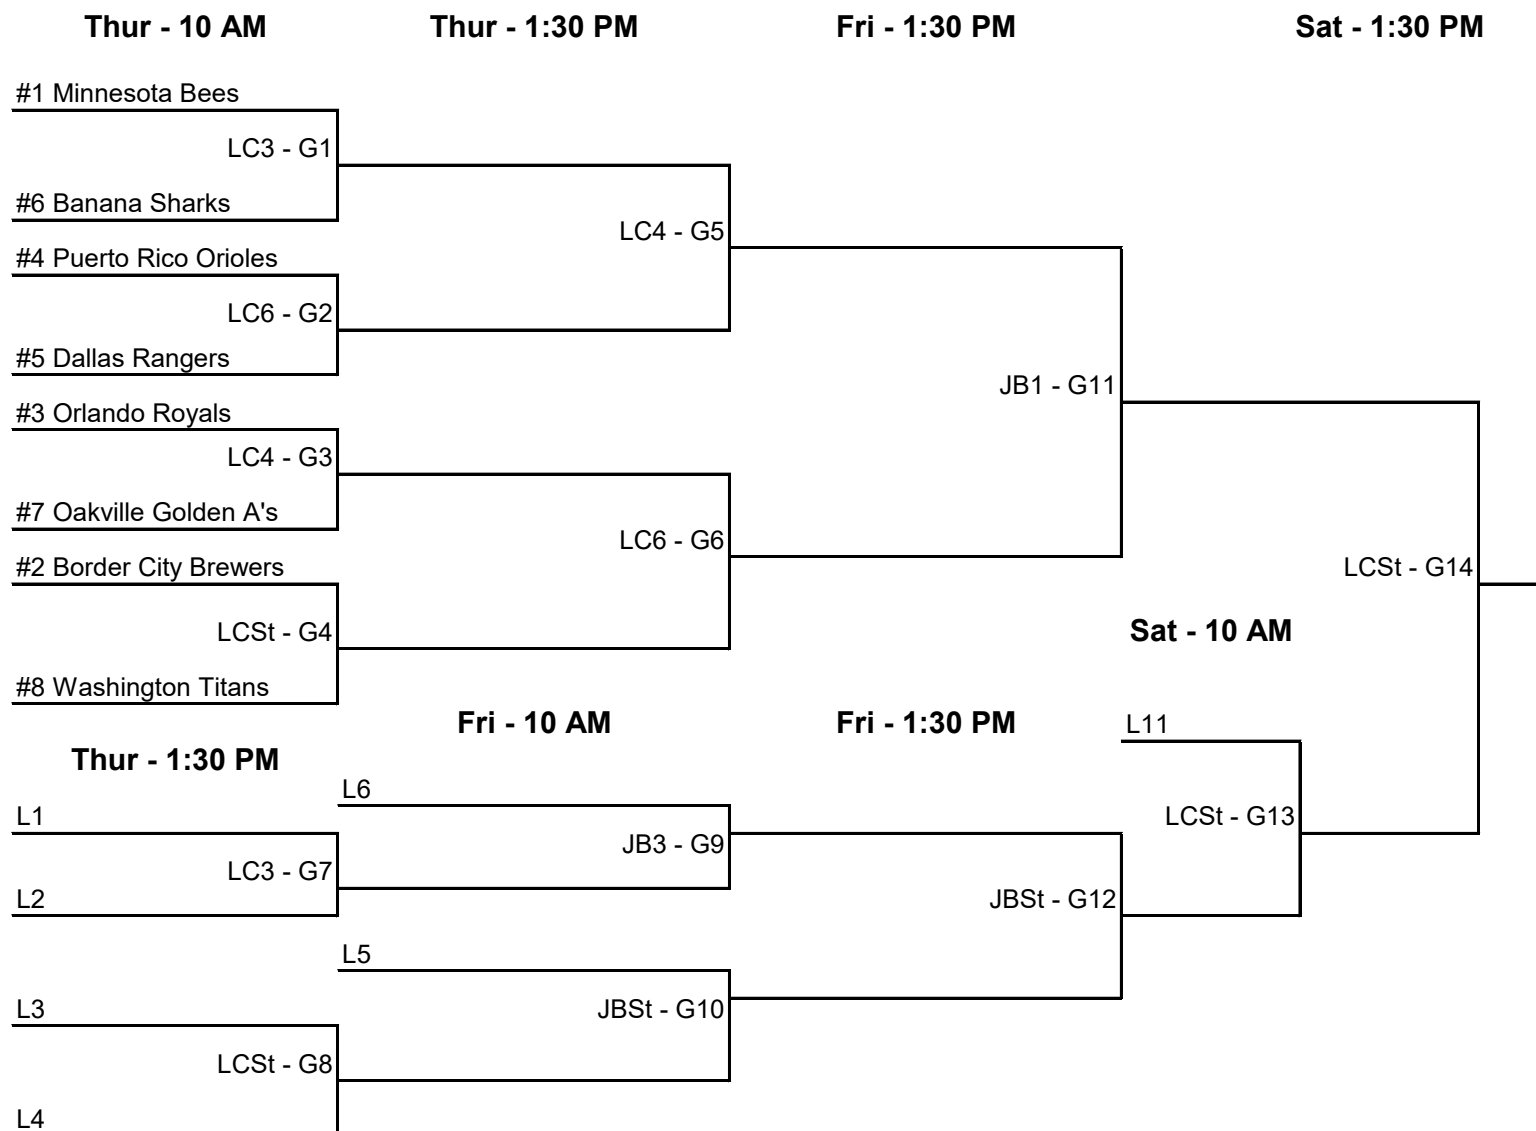 Thur - 10 AM
Thur - 1:30 PM
Fri - 1:30 PM
Sat - 1:30 PM
#1 Minnesota Bees
LC3 - G1
#6 Banana Sharks
LC4 - G5
#4 Puerto Rico Orioles
LC6 - G2
#5 Dallas Rangers
JB1 - G11
#3 Orlando Royals
LC4 - G3
#7 Oakville Golden A's
LC6 - G6
#2 Border City Brewers
LCSt - G14
LCSt - G4
Sat - 10 AM
#8 Washington Titans
Fri - 10 AM
Fri - 1:30 PM
L11
Thur - 1:30 PM
L6
L1
LCSt - G13
JB3 - G9
LC3 - G7
L2
JBSt - G12
L5
L3
JBSt - G10
LCSt - G8
L4